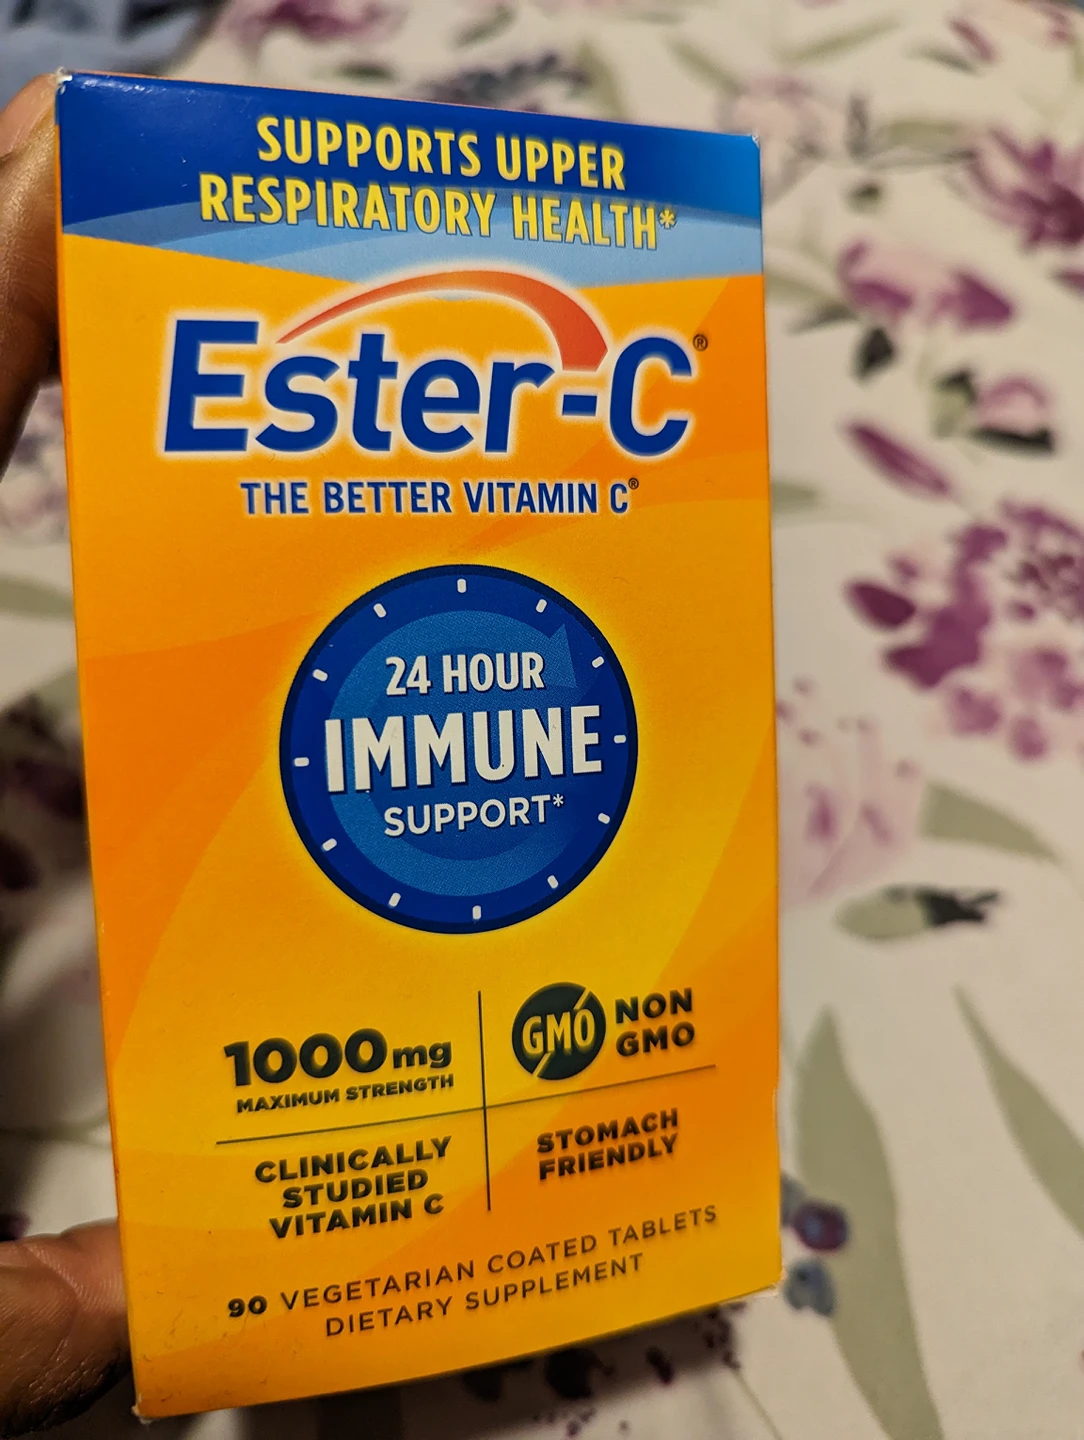 SUPPORTS UPPER
RESPIRATORY HEALTH*
Ester-C®
THE BETTER VITAMIN C®
24 HOUR
IMMUNE
SUPPORT*
1000mg
MAXIMUM STRENGTH
GMO
NON
GMO
CLINICALLY
STUDIED
VITAMIN C
STOMACH
FRIENDLY
90 VEGETARIAN COATED TABLETS
DIETARY SUPPLEMENT